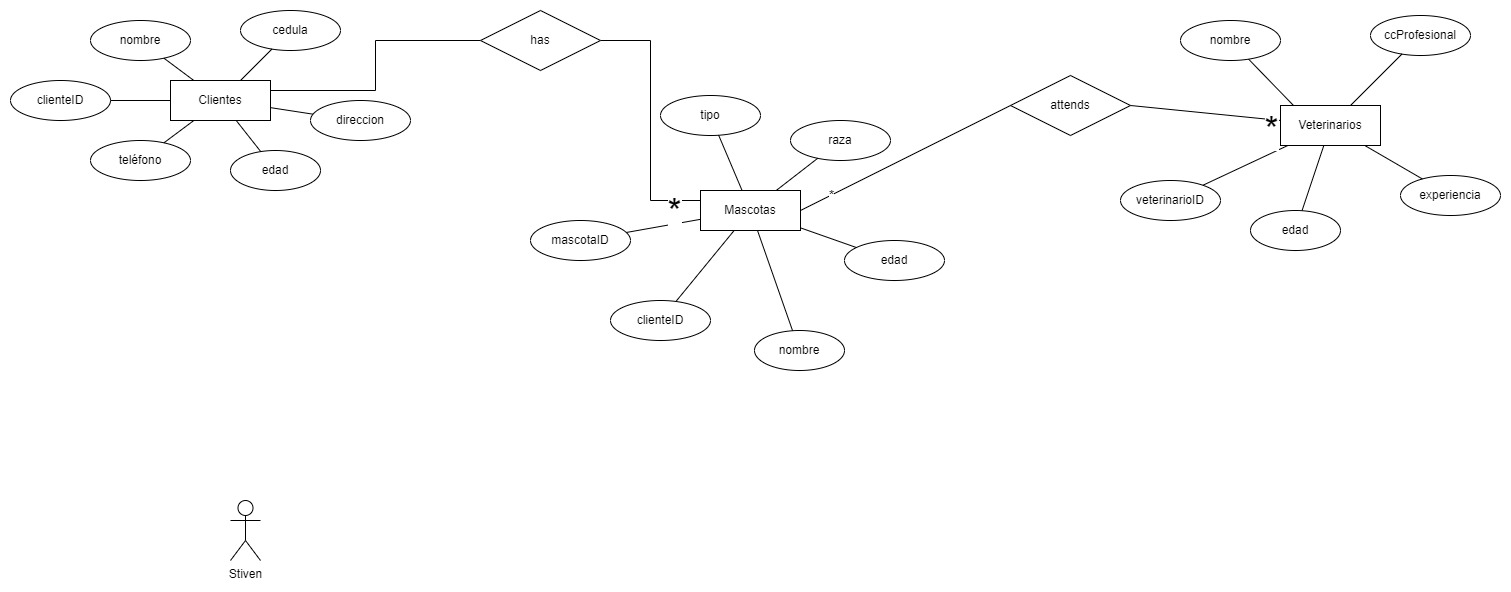 nombre
cedula
clienteID
Clientes
direccion
teléfono
edad
has
tipo
raza
*
Mascotas
mascotaID
clienteID
nombre
edad
*
attends
*
nombre
ccProfesional
Veterinarios
veterinarioID
edad
experiencia
Stiven